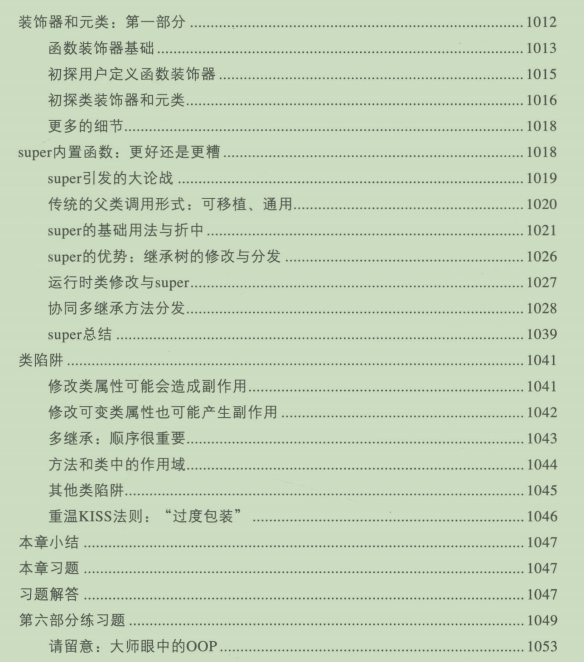 装饰器和元类：第一部分 ........ 1012
函数装饰器基础 ........ 1013
初探用户定义函数装饰器 ........ 1015
初探类装饰器和元类 ........ 1016
更多的细节 ........ 1018
super内置函数：更好还是更糟 ........ 1018
super引发的大论战 ........ 1019
传统的父类调用形式：可移植、通用 ........ 1020
super的基础用法与折中 ........ 1021
super的优势：继承树的修改与分发 ........ 1026
运行时类修改与super ........ 1027
协同多继承方法分发 ........ 1028
super总结 ........ 1039
类陷阱 ........ 1041
修改类属性可能会造成副作用 ........ 1041
修改可变类属性也可能产生副作用 ........ 1042
多继承：顺序很重要 ........ 1043
方法和类中的作用域 ........ 1044
其他类陷阱 ........ 1045
重温KISS法则：“过度包装” ........ 1046
本章小结 ........ 1047
本章习题 ........ 1047
习题解答 ........ 1047
第六部分练习题 ........ 1049
请留意：大师眼中的OOP ........ 1053